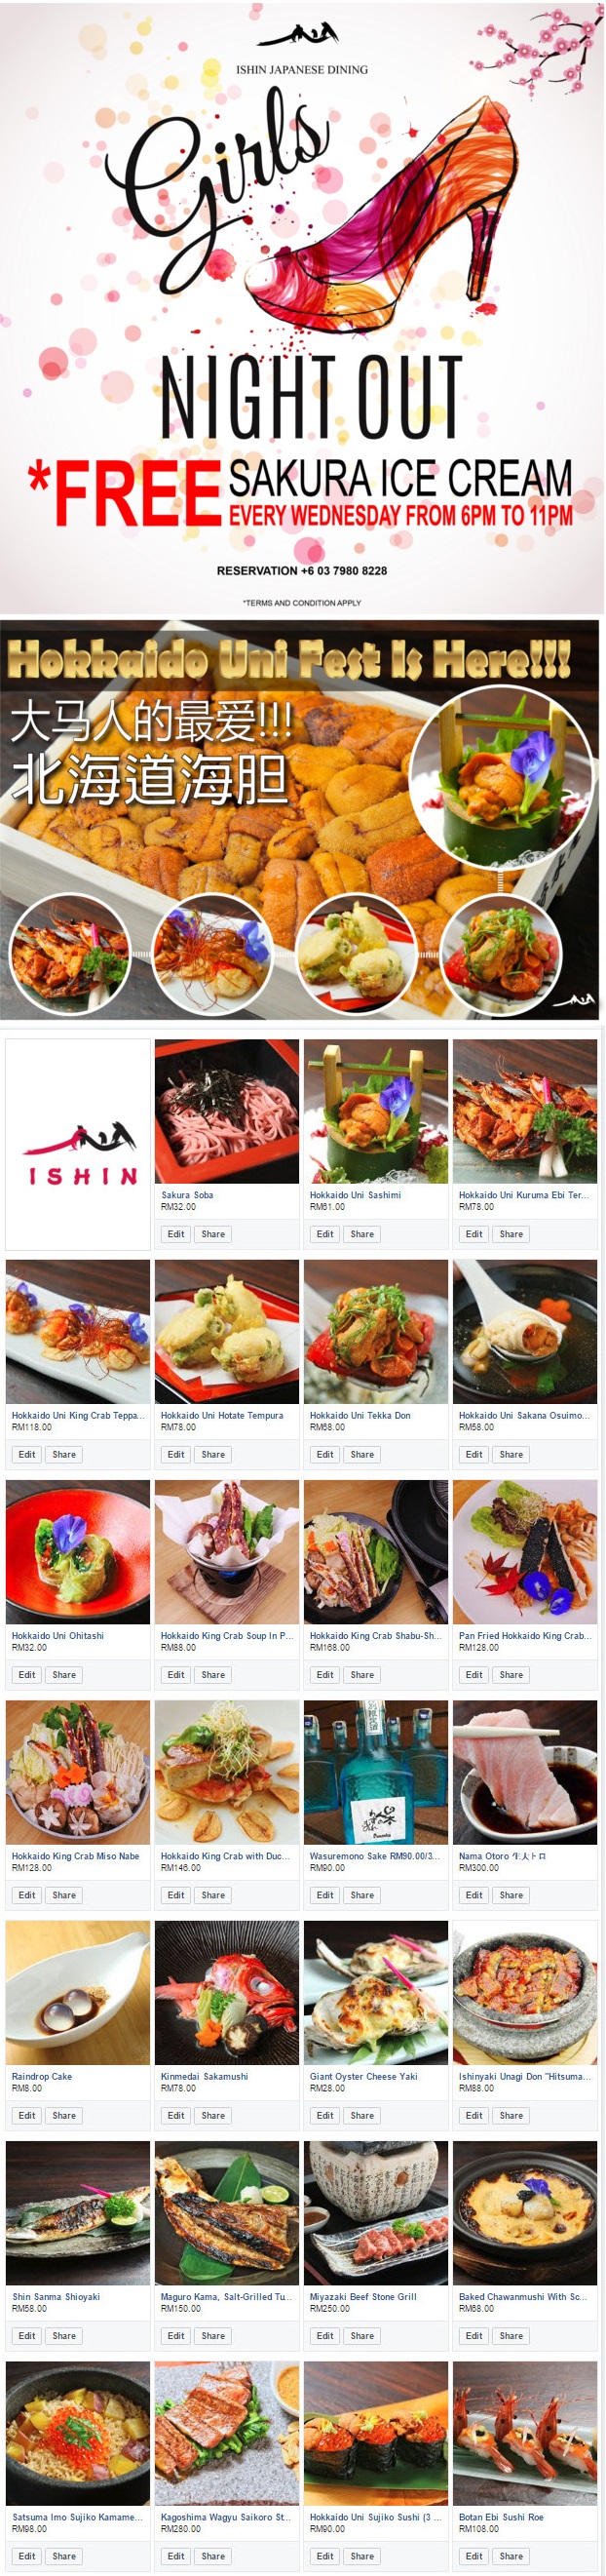 ISHIN JAPANESE DINING
Girl's
NIGHT OUT
*FREE SAKURA ICE CREAM
EVERY WEDNESDAY FROM 6PM TO 11PM
RESERVATION +6 03 7980 8228
*TERMS AND CONDITION APPLY
Hokkaido Uni Fest Is Here!!!
大马人的最爱!!!
北海道海胆
ISHIN
Sakura Soba
RM32.00
Edit Share
Hokkaido Uni Sashimi
RM61.00
Edit Share
Hokkaido Uni Kuruma Ebi Ter...
RM78.00
Edit Share
Hokkaido Uni King Crab Teppa...
RM118.00
Edit Share
Hokkaido Uni Hotate Tempura
RM78.00
Edit Share
Hokkaido Uni Tekka Don
RM68.00
Edit Share
Hokkaido Uni Sakana Osuimo...
RM58.00
Edit Share
Hokkaido Uni Ohitashi
RM32.00
Edit Share
Hokkaido King Crab Soup In P...
RM88.00
Edit Share
Hokkaido King Crab Shabu-Sh...
RM168.00
Edit Share
Pan Fried Hokkaido King Crab...
RM128.00
Edit Share
Hokkaido King Crab Miso Nabe
RM128.00
Edit Share
Hokkaido King Crab with Duc...
RM146.00
Edit Share
Wasuremono Sake RM90.00/3...
RM90.00
Edit Share
Nama Otoro 生大トロ
RM300.00
Edit Share
Raindrop Cake
RM8.00
Edit Share
Kinmedai Sakamushi
RM78.00
Edit Share
Giant Oyster Cheese Yaki
RM28.00
Edit Share
Ishinyaki Unagi Don "Hitsuma...
RM88.00
Edit Share
Shin Sanma Shioyaki
RM58.00
Edit Share
Maguro Kama, Salt-Grilled Tu...
RM150.00
Edit Share
Miyazaki Beef Stone Grill
RM250.00
Edit Share
Baked Chawanmushi With Sc...
RM68.00
Edit Share
Satsuma Imo Sujiko Kamame...
RM98.00
Edit Share
Kagoshima Wagyu Saikoro St...
RM280.00
Edit Share
Hokkaido Uni Sujiko Sushi (3 ...
RM90.00
Edit Share
Botan Ebi Sushi Roe
RM108.00
Edit Share